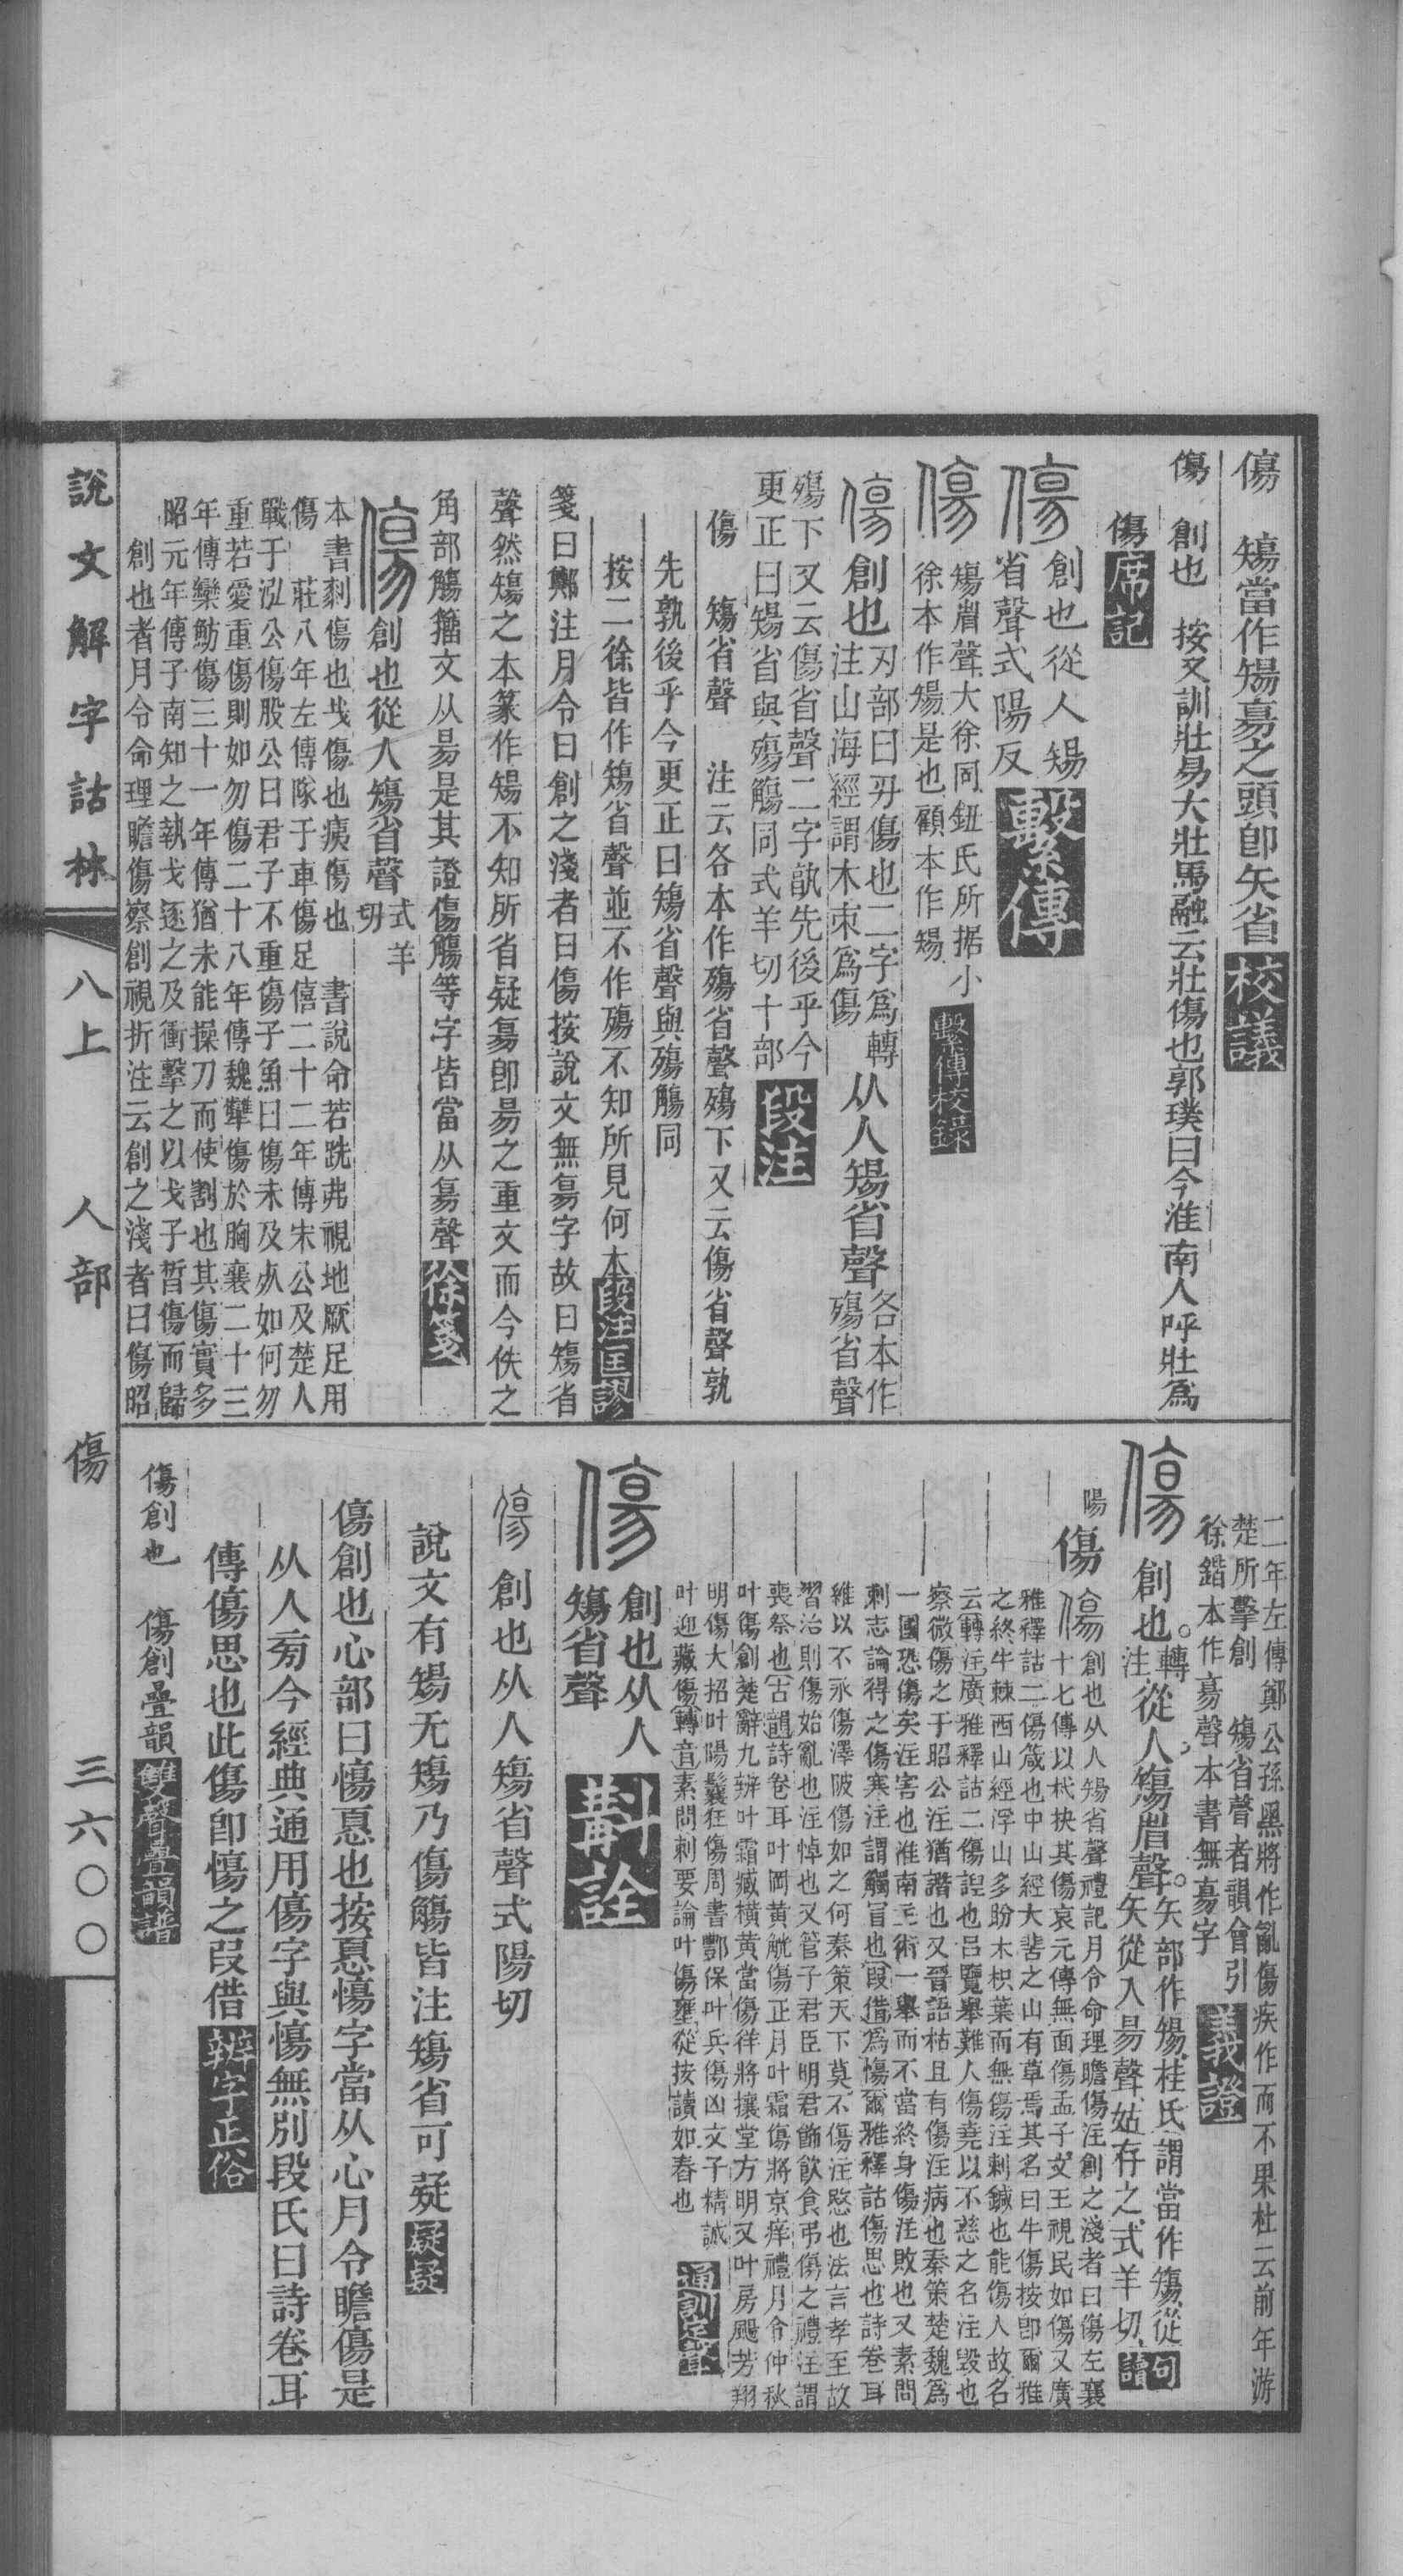 傷　𥏻當作𥏻㫧之頭卽矢省校議
傷　創也　按又訓壯易大壯馬融云壯傷也郭璞曰今淮南人呼壯爲
傷席記
傷創也從人𥏻
省聲式陽反繫傳
傷𥏻省聲大徐同鈕氏所据小
徐本作𥏻是也顧本作𥏻繫傳校錄
傷創也刃部曰刅傷也二字爲轉
注山海經謂木朿爲傷从人𥏻省聲各本作
殤省聲
殤下又云傷省聲二字孰先後乎今
更正曰𥏻省與殤觴同式羊切十部段注
傷　𥏻省聲　注云各本作殤省聲殤下又云傷省聲孰
先孰後乎今更正曰𥏻省聲與殤觴同
按二徐皆作𥏻省聲並不作殤不知所見何本段注匡謬
箋曰鄭注月令曰創之淺者曰傷按說文無㫧字故曰𥏻省
聲然𥏻之本篆作𥏻不知所省疑㫧卽昜之重文而今佚之
角部觴籒文从昜是其證傷觴等字皆當从㫧聲徐箋
傷創也從人𥏻省聲式羊
切
本書刺傷也𢦏傷也痍傷也　書說命若跣弗視地厥足用
傷　莊八年左傳隊于車傷足僖二十二年傳宋公及楚人
戰于泓公傷股公曰君子不重傷子魚曰傷未及死如何勿
重若愛重傷則如勿傷二十八年傳魏犫傷於胸襄二十三
年傳欒魴傷三十一年傳猶未能操刀而使割也其傷實多
昭元年傳子南知之執戈逐之及衝擊之以戈子晳傷而歸
創也者月令命理瞻傷察創視折注云創之淺者曰傷昭
二年左傳鄭公孫黑將作亂傷疾作而不果杜云前年游
楚所擊創　𥏻省聲者韻會引
徐鍇本作㫧聲本書無㫧字義證
傷創也。轉
注從人，𥏻省聲。矢部作𥏻，桂氏謂當作𥏻，從
矢從入昜聲，姑存之，式羊切，句
讀
陽
傷　傷創也从人𥏻省聲禮記月令命理瞻傷注創之淺者曰傷左襄
十七傳以杙抉其傷哀元傳無面傷孟子文王視民如傷又廣
雅釋詁二傷箴也中山經大𩇯之山有草焉其名曰牛傷按卽爾雅
之終牛棘西山經浮山多盼木枳葉而無傷注刺鍼也能傷人故名
云轉注廣雅釋詁二傷䛩也呂覽舉難人傷堯以不慈之名注毀也
察微傷之于昭公注猶譖也又晉語枯且有傷注病也秦策楚魏爲
一國恐傷矣注害也淮南主術一舉而不當終身傷注敗也又素問
刺志論得之傷寒注謂觸冒也叚借爲慯爾雅釋詁傷思也詩卷耳
維以不永傷澤陂傷如之何秦策天下莫不傷注愍也法言孝至故
習治則傷始亂也注悼也又管子君臣明君飾飮食弔傷之禮注謂
喪祭也古韻詩卷耳叶岡黃觥傷正月叶霜傷將京痒禮月令仲秋
叶傷創楚辭九辨叶霜臧橫黃當傷徉將攘堂方明又叶房颺芳翔
明傷大招叶陽鬤狂傷周書酆保叶兵傷凶文子精誠
叶迎藏傷轉音素問刺要論叶傷壅從按讀如舂也通訓定聲
傷創也从人
𥏻省聲斠詮
傷　創也从人𥏻省聲式陽切
說文有𥏻无𥏻乃傷觴皆注𥏻省可疑疑疑
傷創也心部曰慯惪也按惪慯字當从心月令瞻傷是
从人㫄今經典通用傷字與慯無別段氏曰詩卷耳
傳傷思也此傷卽慯之叚借辨字正俗
傷創也　傷創疊韻雙聲疊韻譜
說文解字詁林　八上　人部　傷　三六〇〇